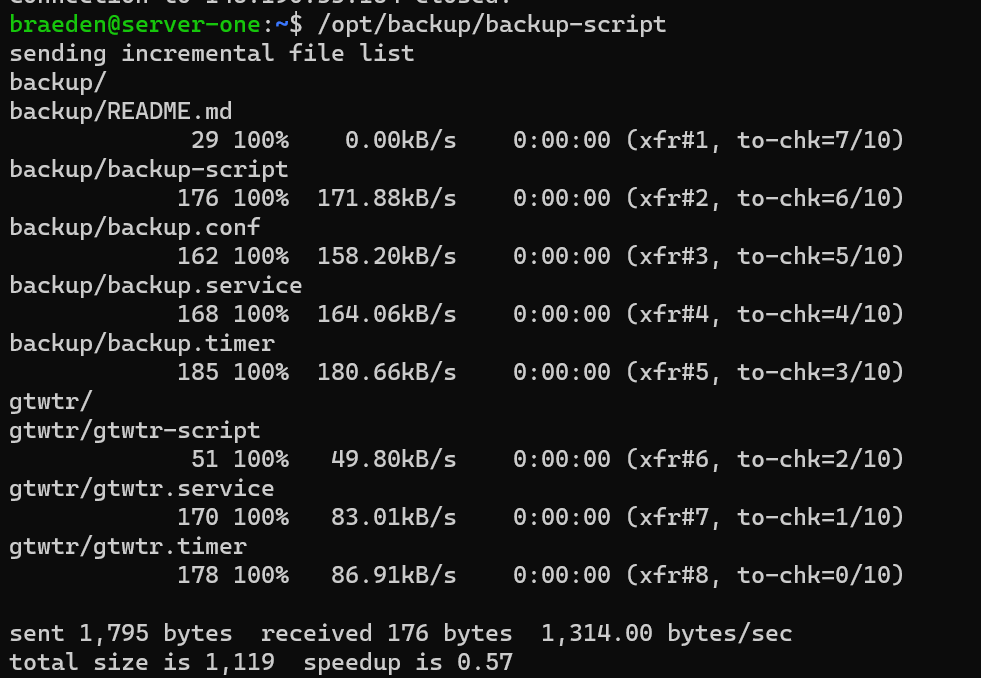 braeden@server-one:~$ /opt/backup/backup-script
sending incremental file list
backup/
backup/README.md
             29 100%    0.00kB/s    0:00:00 (xfr#1, to-chk=7/10)
backup/backup-script
            176 100%  171.88kB/s    0:00:00 (xfr#2, to-chk=6/10)
backup/backup.conf
            162 100%  158.20kB/s    0:00:00 (xfr#3, to-chk=5/10)
backup/backup.service
            168 100%  164.06kB/s    0:00:00 (xfr#4, to-chk=4/10)
backup/backup.timer
            185 100%  180.66kB/s    0:00:00 (xfr#5, to-chk=3/10)
gtwtr/
gtwtr/gtwtr-script
             51 100%   49.80kB/s    0:00:00 (xfr#6, to-chk=2/10)
gtwtr/gtwtr.service
            170 100%   83.01kB/s    0:00:00 (xfr#7, to-chk=1/10)
gtwtr/gtwtr.timer
            178 100%   86.91kB/s    0:00:00 (xfr#8, to-chk=0/10)

sent 1,795 bytes  received 176 bytes  1,314.00 bytes/sec
total size is 1,119  speedup is 0.57